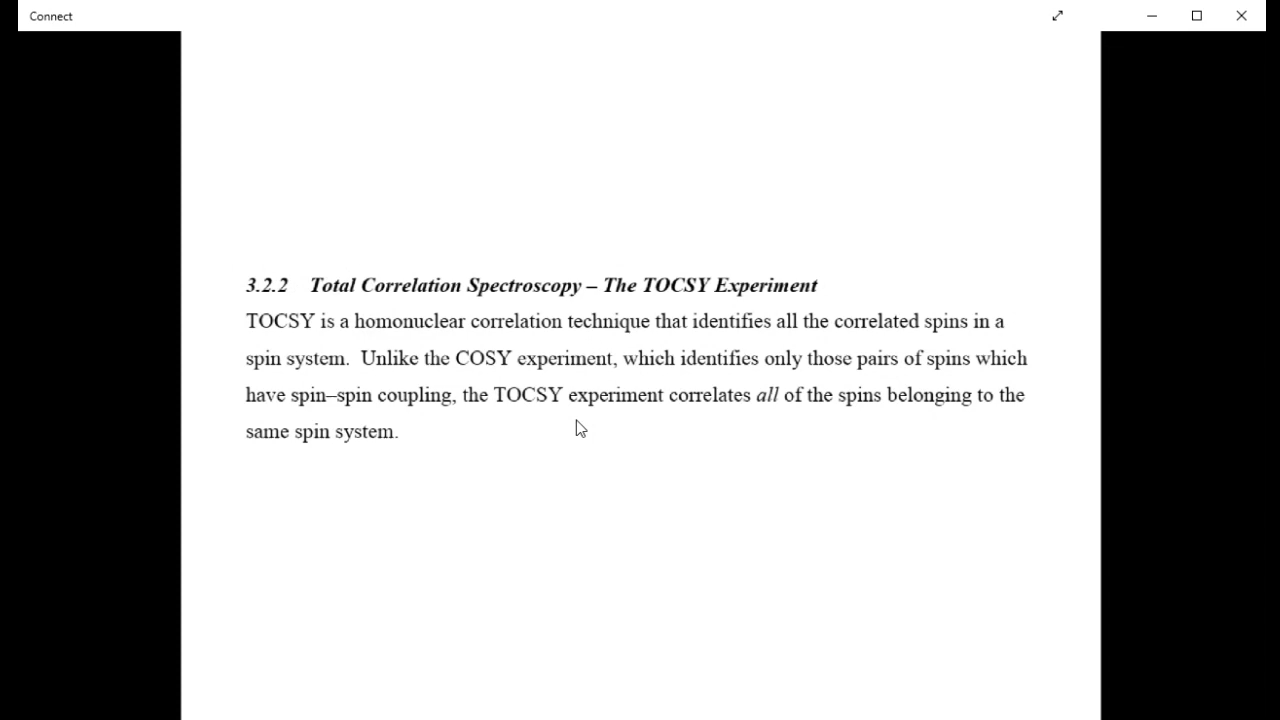 Connect
3.2.2 Total Correlation Spectroscopy – The TOCSY Experiment
TOCSY is a homonuclear correlation technique that identifies all the correlated spins in a
spin system. Unlike the COSY experiment, which identifies only those pairs of spins which
have spin–spin coupling, the TOCSY experiment correlates all of the spins belonging to the
same spin system.